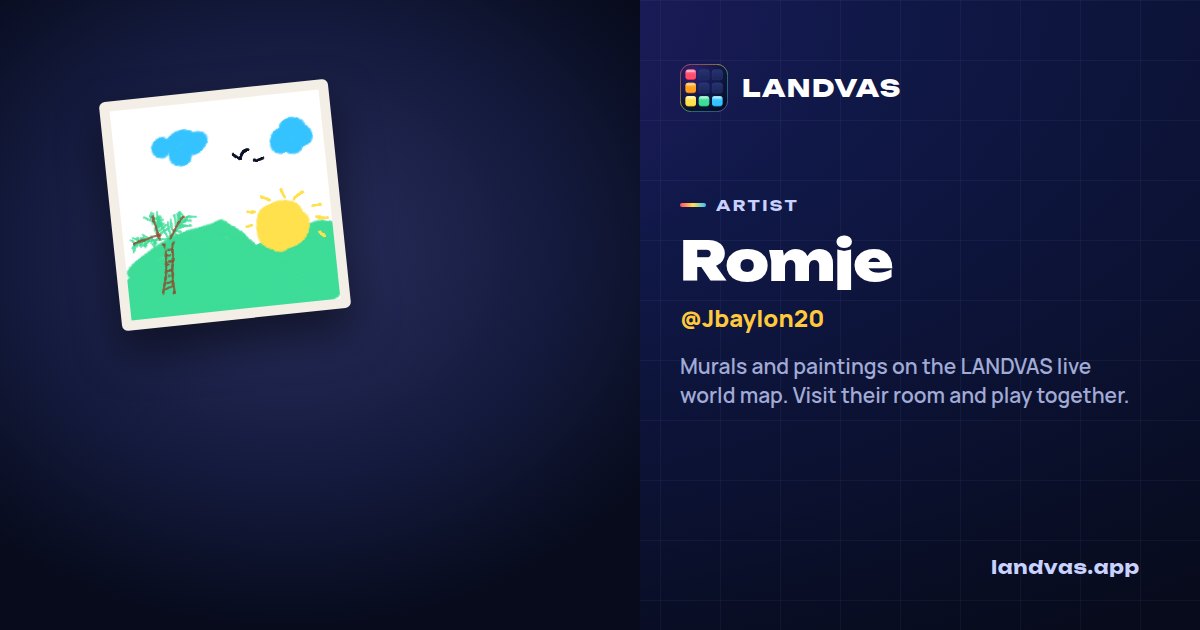 LANDVAS
ARTIST
Romje
@Jbaylon20
Murals and paintings on the LANDVAS live
world map. Visit their room and play together.
landvas.app